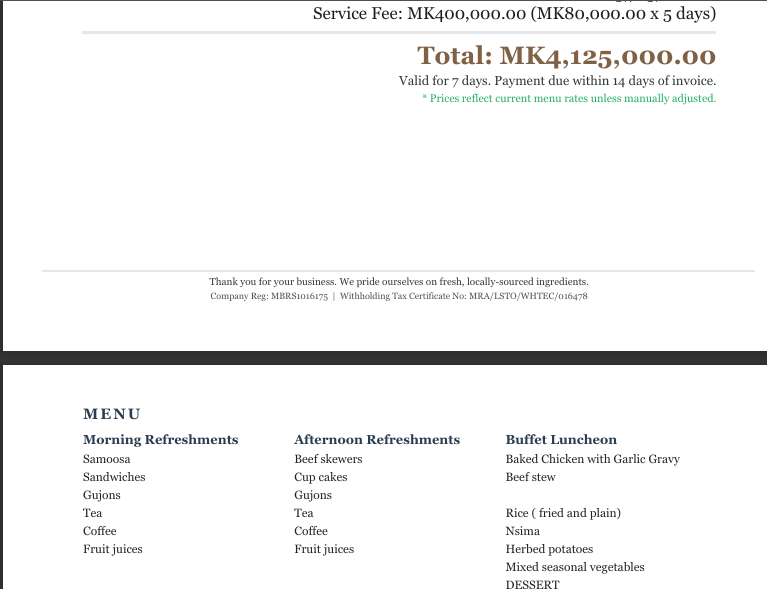 Service Fee: MK400,000.00 (MK80,000.00 x 5 days)
Total: MK4,125,000.00
Valid for 7 days. Payment due within 14 days of invoice.
* Prices reflect current menu rates unless manually adjusted.
Thank you for your business. We pride ourselves on fresh, locally-sourced ingredients.
Company Reg: MBRS1016175 | Withholding Tax Certificate No: MRA/LSTO/WHTEC/016478
MENU
Morning Refreshments
Samoosa
Sandwiches
Gujons
Tea
Coffee
Fruit juices
Afternoon Refreshments
Beef skewers
Cup cakes
Gujons
Tea
Coffee
Fruit juices
Buffet Luncheon
Baked Chicken with Garlic Gravy
Beef stew
Rice ( fried and plain)
Nsima
Herbed potatoes
Mixed seasonal vegetables
DESSERT